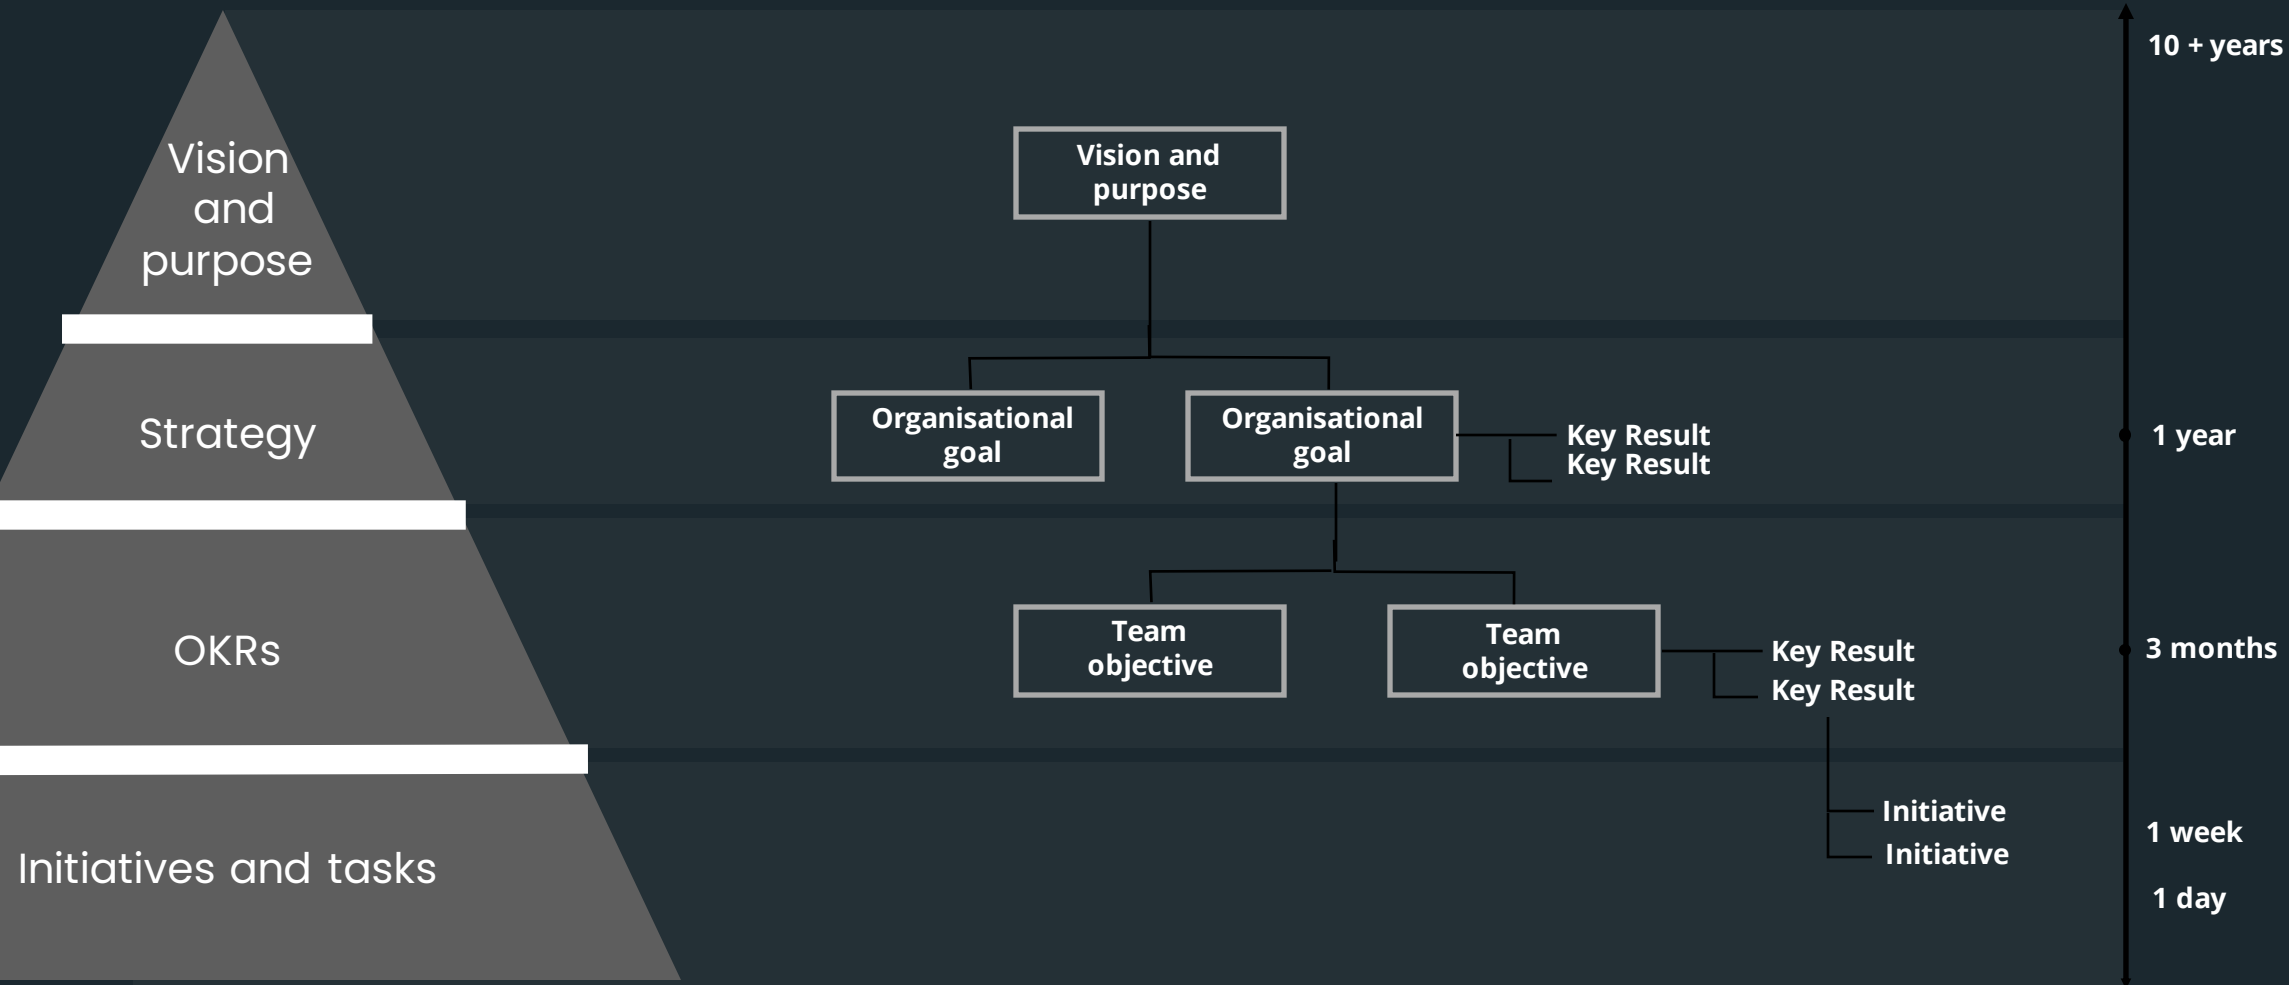 Vision
and
purpose
Strategy
OKRs
Initiatives and tasks
Vision and
purpose
Organisational
goal
Organisational
goal
Key Result
Key Result
Team
objective
Team
objective
Key Result
Key Result
Initiative
Initiative
10 + years
1 year
3 months
1 week
1 day